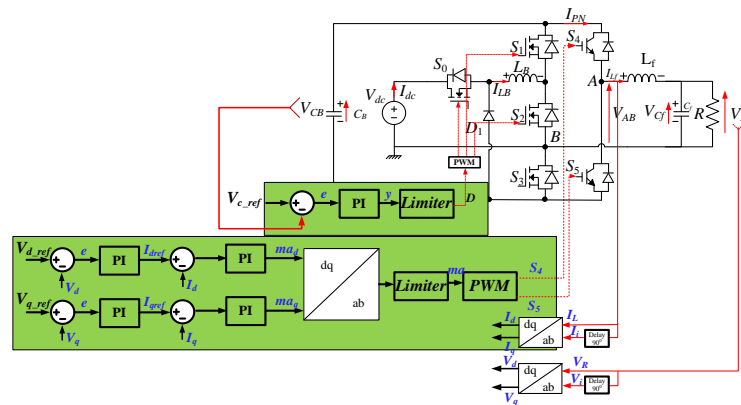 I_PN
S_1
S_4
S_0
L_B
I_LB
V_dc
I_dc
A
I_Lf
L_f
V_CB
C_B
D_1
S_2
B
V_AB
V_Cf
R
PWM
S_3
S_5
V_c_ref
e
PI
y
Limiter
D
V_d_ref
e
PI
I_dref
PI
ma_d
V_d
I_d
dq
ab
Limiter
ma
PWM
S_4
S_5
V_q_ref
e
PI
I_qref
PI
ma_q
V_q
I_q
I_d
dq
I_L
I_q
ab
I_i
Delay
90°
V_d
dq
V_R
V_q
ab
V_i
Delay
90°